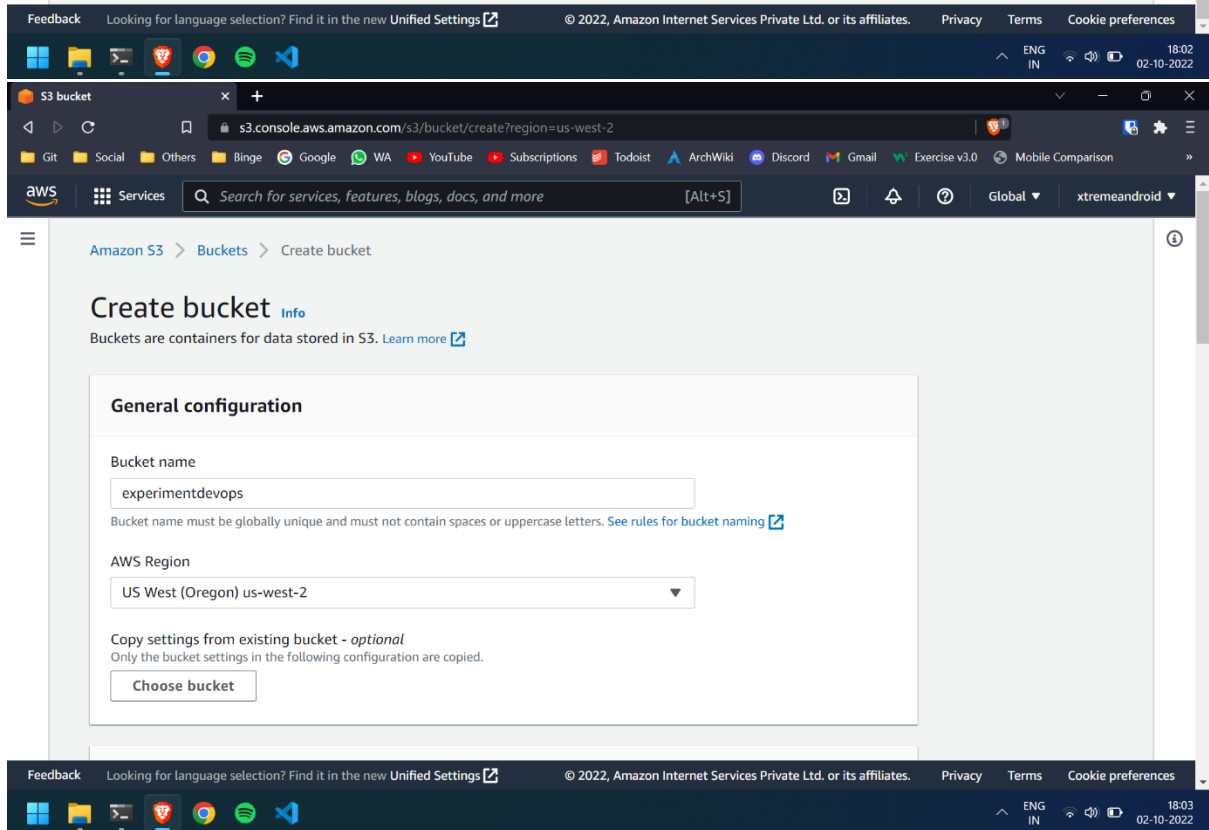 Feedback Looking for language selection? Find it in the new Unified Settings © 2022, Amazon Internet Services Private Ltd. or its affiliates. Privacy Terms Cookie preferences
ENG 18:02
IN 02-10-2022
S3 bucket
s3.console.aws.amazon.com/s3/bucket/create?region=us-west-2 1
Git Social Others Binge Google WA YouTube Subscriptions Todoist ArchWiki Discord Gmail Exercise v3.0 Mobile Comparison »
aws Services Search for services, features, blogs, docs, and more [Alt+S] Global xtremeandroid
Amazon S3 > Buckets > Create bucket
Create bucket Info
Buckets are containers for data stored in S3. Learn more
General configuration
Bucket name
experimentdevops
Bucket name must be globally unique and must not contain spaces or uppercase letters. See rules for bucket naming
AWS Region
US West (Oregon) us-west-2
Copy settings from existing bucket - optional
Only the bucket settings in the following configuration are copied.
Choose bucket
Feedback Looking for language selection? Find it in the new Unified Settings © 2022, Amazon Internet Services Private Ltd. or its affiliates. Privacy Terms Cookie preferences
ENG 18:03
IN 02-10-2022